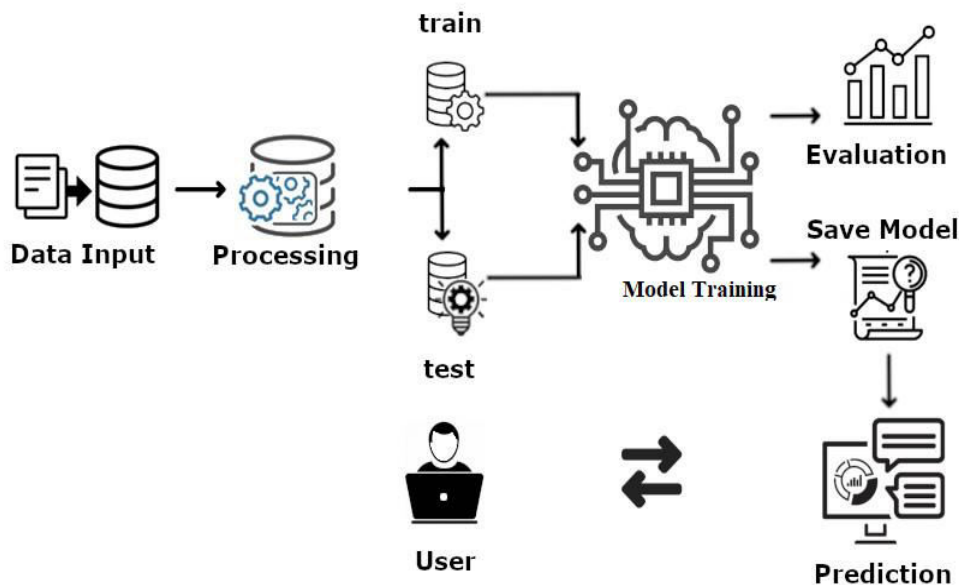 train
Evaluation
Data Input
Processing
Save Model
Model Training
test
User
Prediction
?